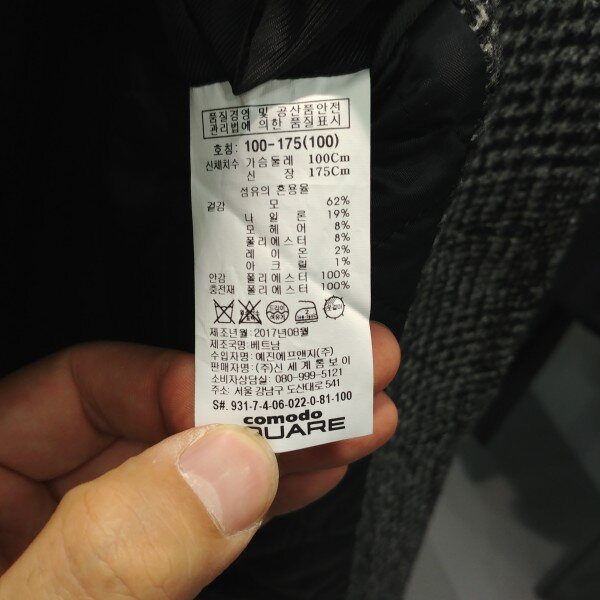 품질경영 및 공산품안전
관리법에 의한 품질표시
호칭: 100-175(100)
신체치수 가슴둘레 100Cm
신 장 175Cm
섬유의 혼용율
겉감 모 62%
나 일 론 19%
모 헤 어 8%
폴리에스터 8%
레 이 온 2%
아 크 릴 1%
안감 폴리에스터 100%
충전재 폴리에스터 100%
드라이
제조년월: 2017년08월
제조국명: 베트남
수입자명: 예진에프앤지(주)
판매자명: (주)신세계톰보이
소비자상담실: 080-999-5121
주소: 서울 강남구 도산대로 541
S#. 931-7-4-06-022-0-81-100
comodo
SQUARE